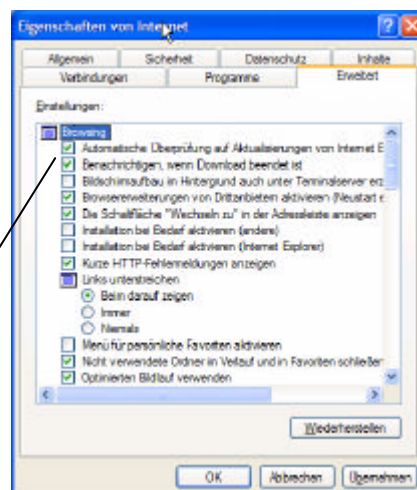 Eigenschaften von Internet
Allgemein Sicherheit Datenschutz Inhalte
Verbindungen Programme Erweitert
Einstellungen:
Browsing
Automatische Überprüfung auf Aktualisierungen von Internet E
Benachrichtigen, wenn Download beendet ist
Bildschirmaufbau im Hintergrund auch unter Terminalserver erz
Browsererweiterungen von Drittanbietern aktivieren (Neustart e
Die Schaltfläche "Wechseln zu" in der Adressleiste anzeigen
Installation bei Bedarf aktivieren (andere)
Installation bei Bedarf aktivieren (Internet Explorer)
Kurze HTTP-Fehlermeldungen anzeigen
Links unterstreichen
Beim darauf zeigen
Immer
Niemals
Menü für persönliche Favoriten aktivieren
Nicht verwendete Ordner im Verlauf und in Favoriten schließen
Optimierten Bildlauf verwenden
Wiederherstellen
OK Abbrechen Übernehmen